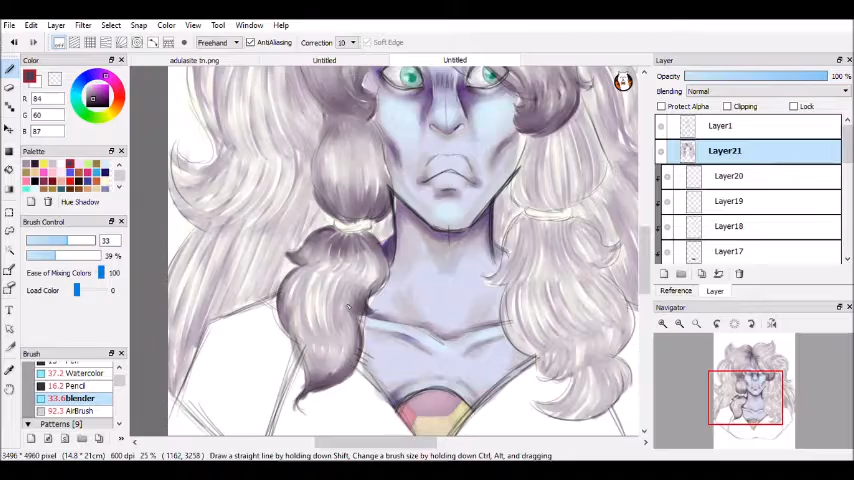 File Edit Layer Filter Select Snap Color View Tool Window Help
OFF Freehand AntiAliasing Correction 10 Soft Edge
Color
adulasite tn.png Untitled Untitled
Layer
R 84
G 60
B 87
Opacity 100 %
Blending Normal
Protect Alpha Clipping Lock
Palette
Layer1
Layer21
Layer20
Layer19
Layer18
Layer17
Hue Shadow
Brush Control
33
39 %
Ease of Mixing Colors 100
Load Color 0
Reference Layer
Navigator
Brush
37.2 Watercolor
16.2 Pencil
33.6 blender
92.3 AirBrush
Patterns [9]
3496 * 4960 pixel (14.8 * 21cm) 600 dpi 25 % ( 1162, 3258 ) Draw a straight line by holding down Shift, Change a brush size by holding down Ctrl, Alt, and dragging